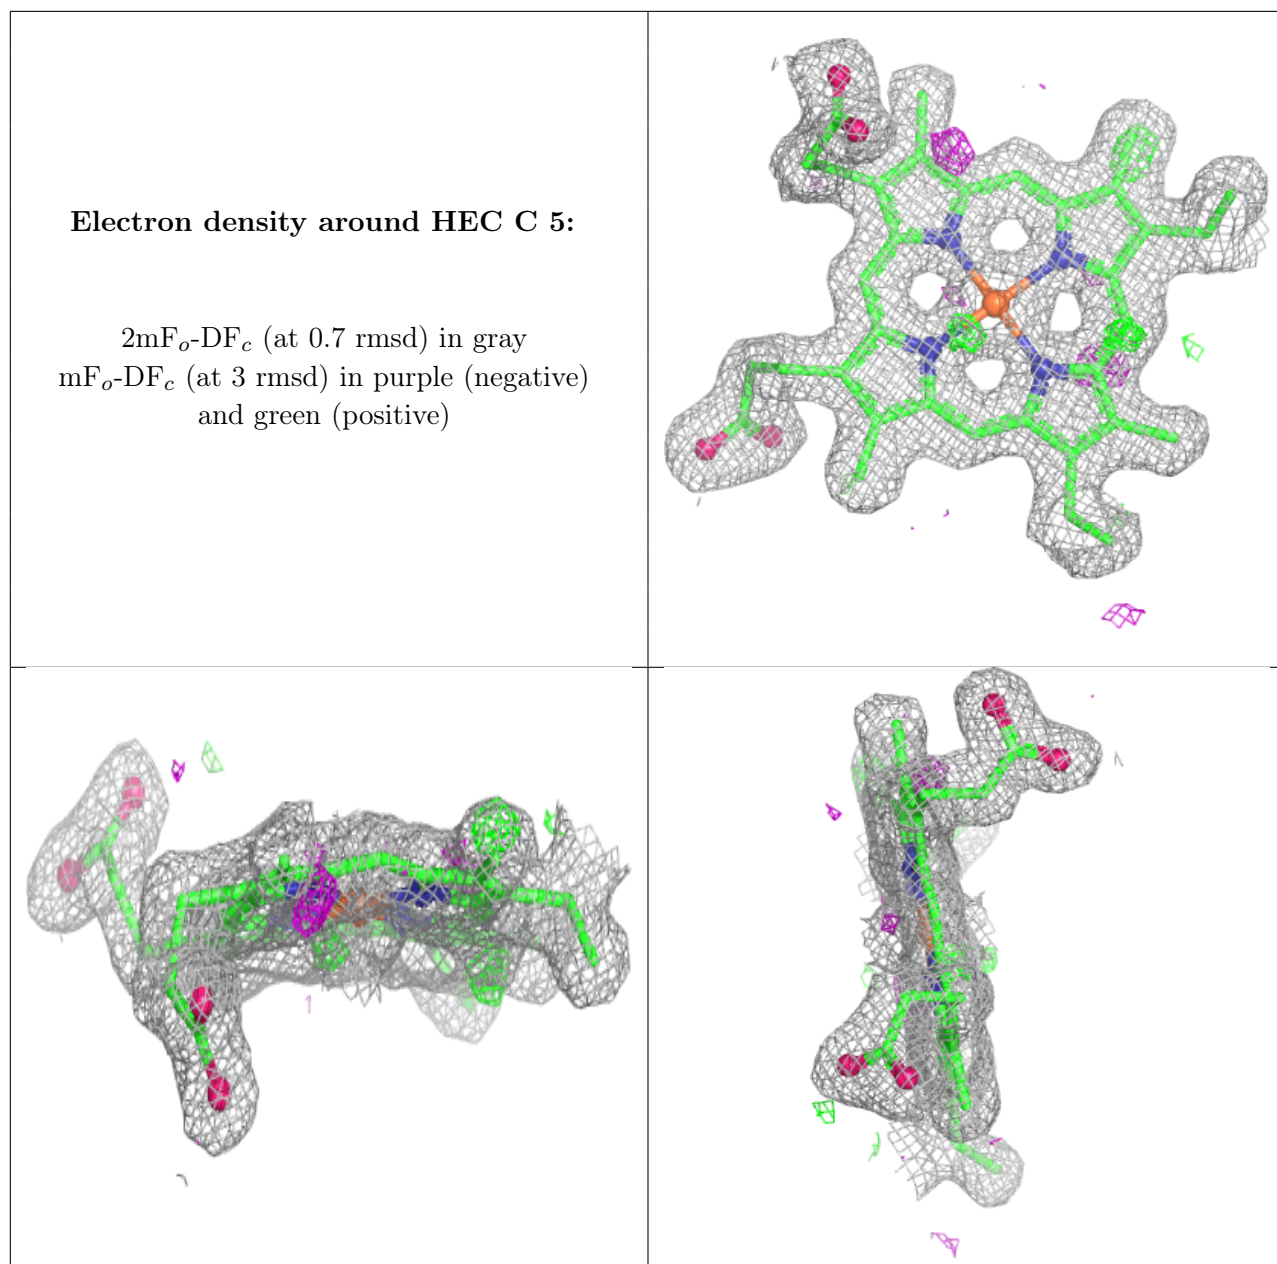 Electron density around HEC C 5:
2mFo-DFc (at 0.7 rmsd) in gray
mFo-DFc (at 3 rmsd) in purple (negative)
and green (positive)